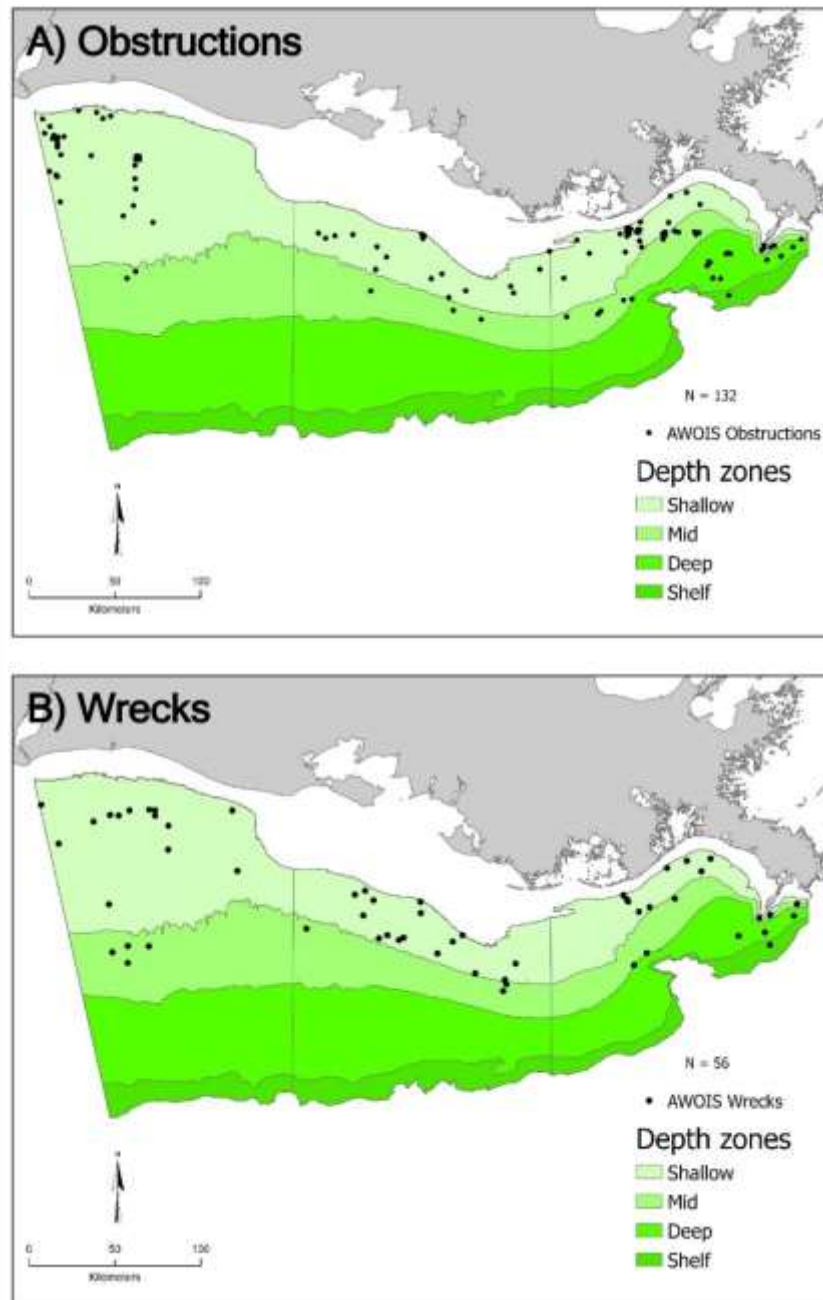 A) Obstructions
N = 132
AWOIS Obstructions
Depth zones
Shallow
Mid
Deep
Shelf
N
0 50 100
Kilometers
B) Wrecks
N = 56
AWOIS Wrecks
Depth zones
Shallow
Mid
Deep
Shelf
N
0 50 100
Kilometers